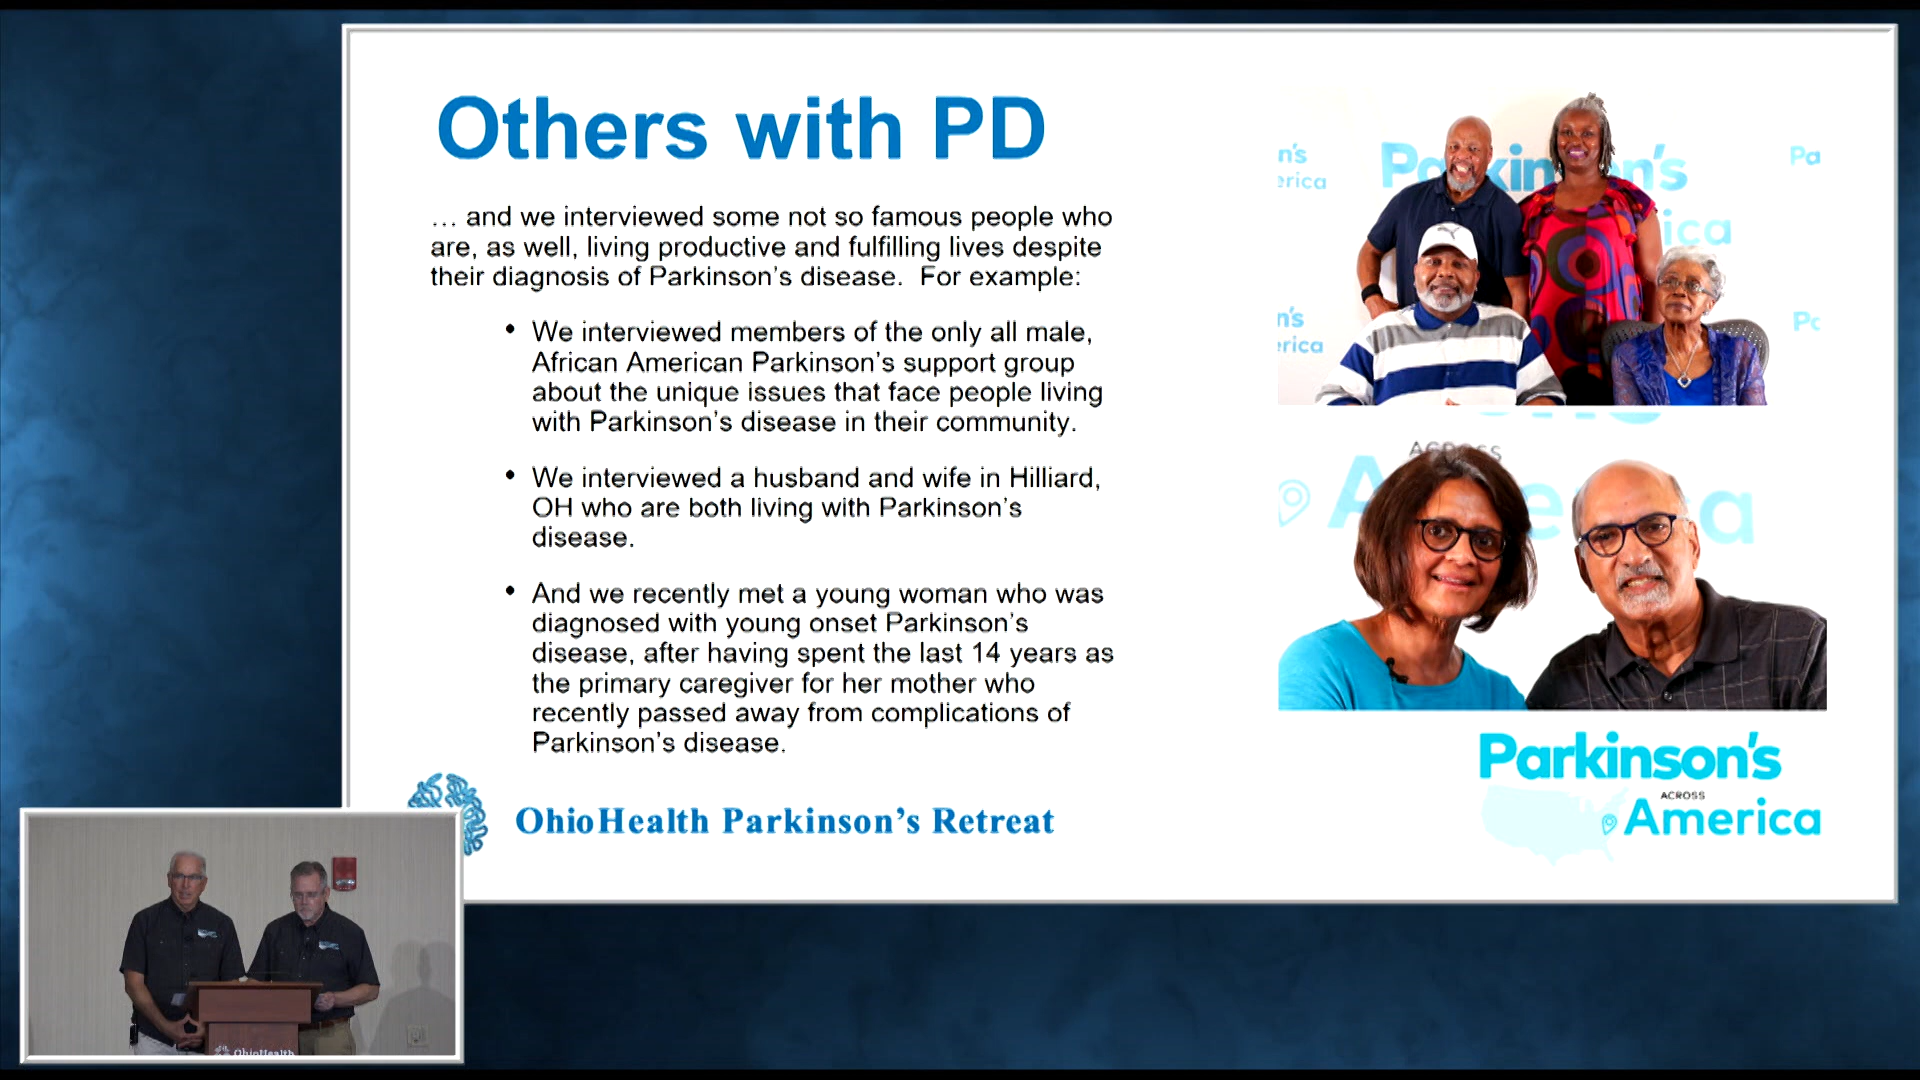 Others with PD
… and we interviewed some not so famous people who
are, as well, living productive and fulfilling lives despite
their diagnosis of Parkinson's disease.  For example:
• We interviewed members of the only all male,
African American Parkinson's support group
about the unique issues that face people living
with Parkinson's disease in their community.
• We interviewed a husband and wife in Hilliard,
OH who are both living with Parkinson's
disease.
• And we recently met a young woman who was
diagnosed with young onset Parkinson's
disease, after having spent the last 14 years as
the primary caregiver for her mother who
recently passed away from complications of
Parkinson's disease.
OhioHealth Parkinson's Retreat
Parkinson's
ACROSS
America
OhioHealth